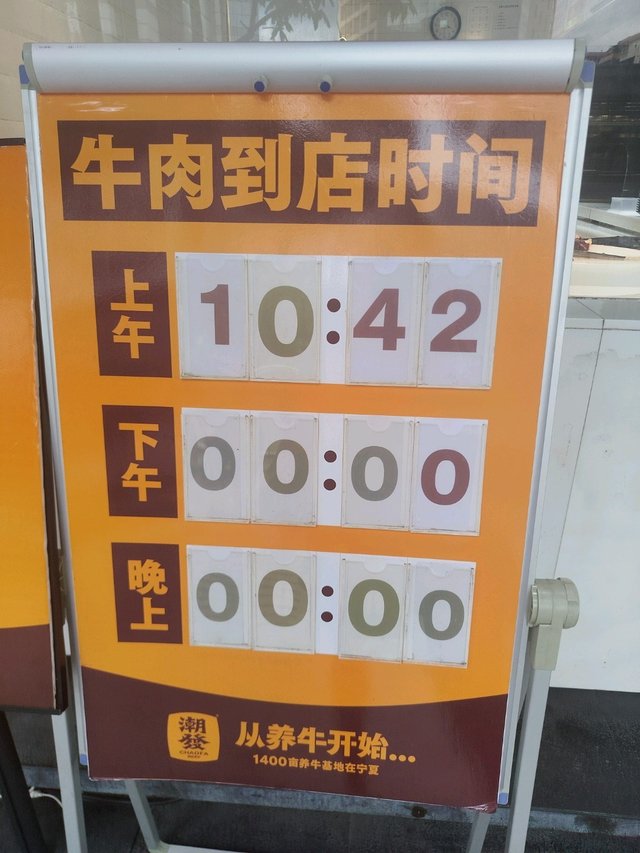 牛肉到店时间
上午 10:42
下午 00:00
晚上 00:00
潮發
CHAOFA
从养牛开始...
1400亩养牛基地在宁夏